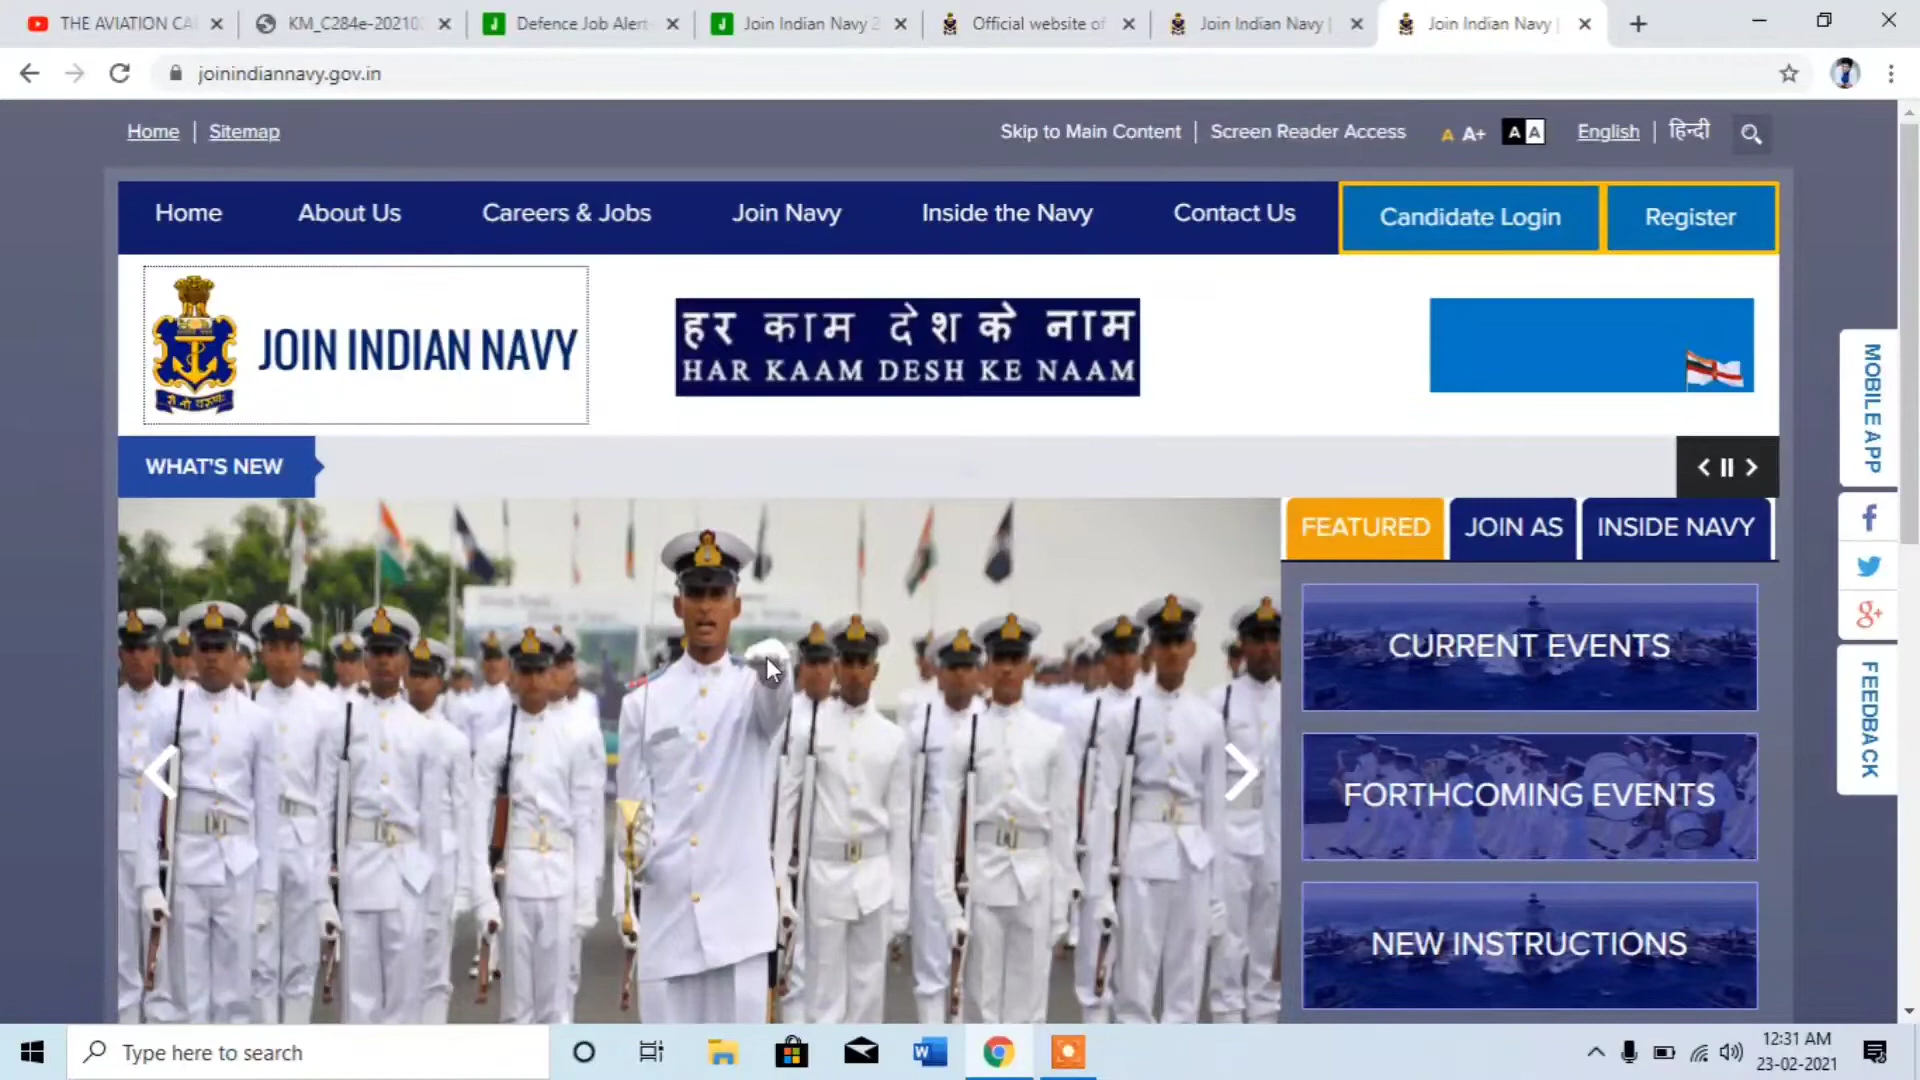 THE AVIATION CA
KM_C284e-202102
Defence Job Alert
Join Indian Navy 2
Official website of
Join Indian Navy |
Join Indian Navy |
joinindiannavy.gov.in
Home | Sitemap
Skip to Main Content | Screen Reader Access A A+ A A English | हिन्दी
Home About Us Careers & Jobs Join Navy Inside the Navy Contact Us Candidate Login Register
JOIN INDIAN NAVY
हर काम देश के नाम
HAR KAAM DESH KE NAAM
WHAT'S NEW
FEATURED JOIN AS INSIDE NAVY
CURRENT EVENTS
FORTHCOMING EVENTS
NEW INSTRUCTIONS
MOBILE APP
FEEDBACK
Type here to search
12:31 AM
23-02-2021